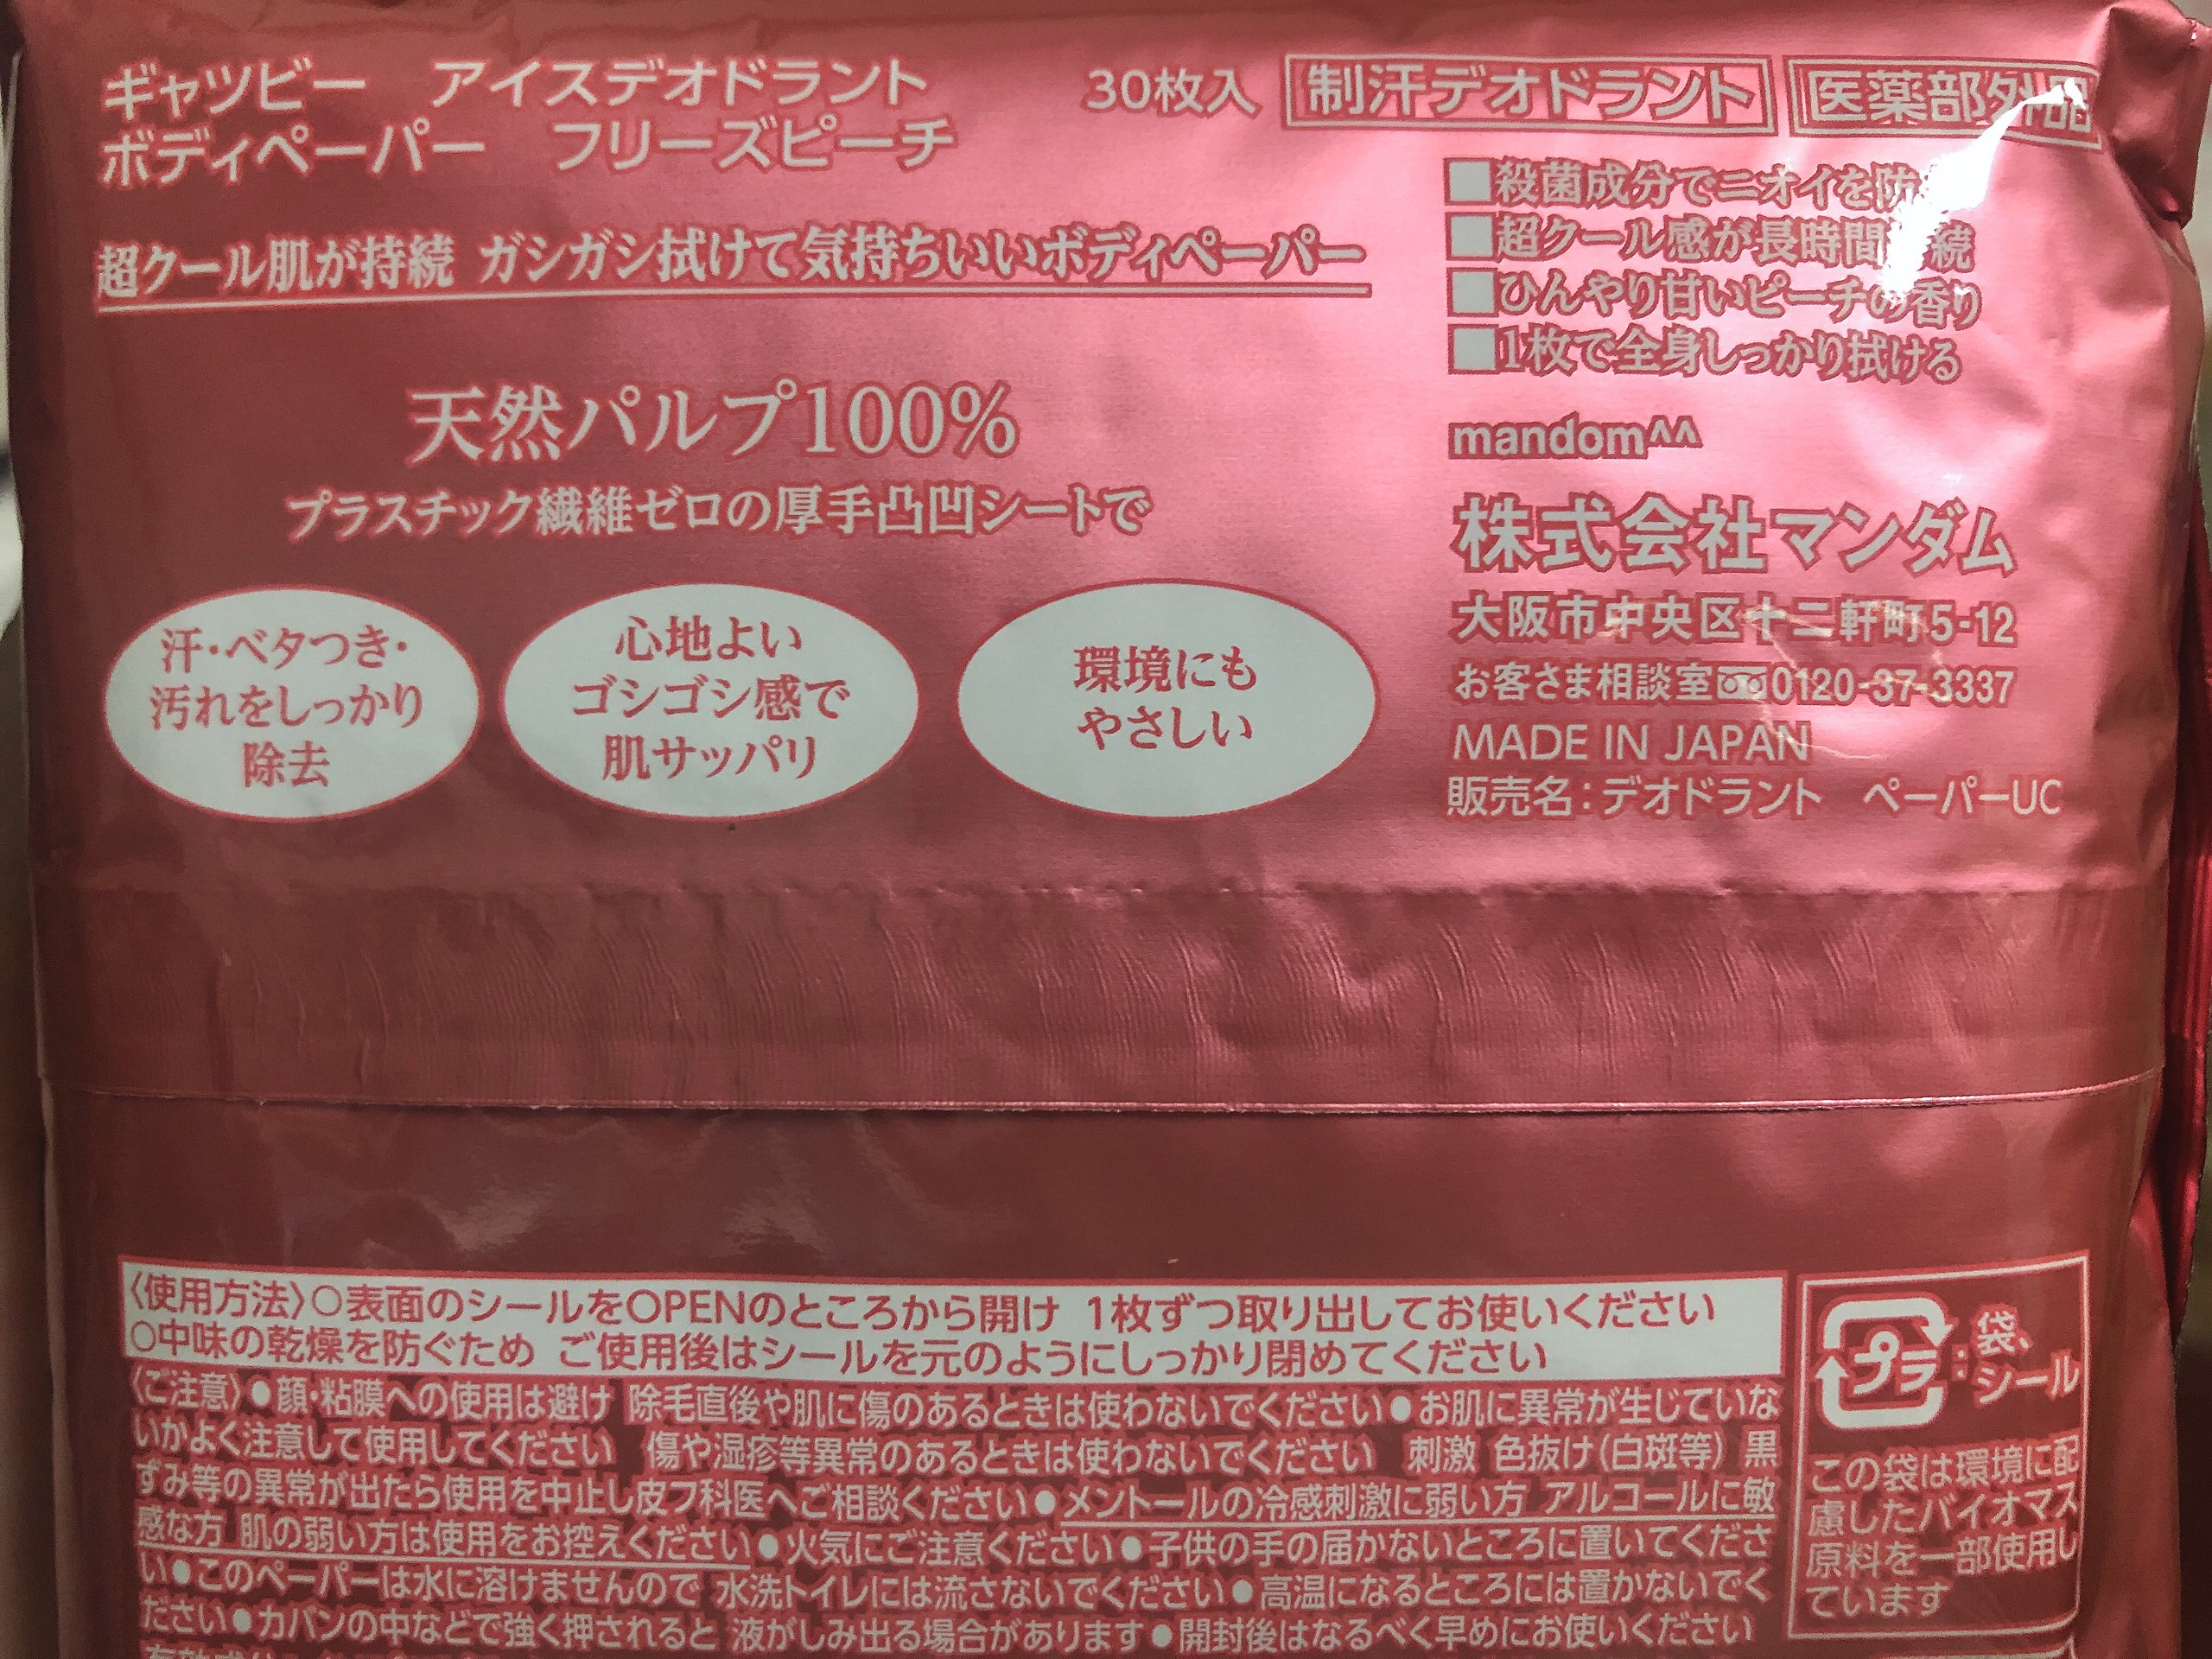 ギャツビー　アイスデオドラント
ボディペーパー　フリーズピーチ
30枚入 制汗デオドラント 医薬部外品
超クール肌が持続 ガシガシ拭けて気持ちいいボディペーパー
■殺菌成分でニオイを防
■超クール感が長時間 続
■ひんやり甘いピーチの香り
■1枚で全身しっかり拭ける
天然パルプ100%
プラスチック繊維ゼロの厚手凸凹シートで
汗・ベタつき・
汚れをしっかり
除去
心地よい
ゴシゴシ感で
肌サッパリ
環境にも
やさしい
mandom^^
株式会社マンダム
大阪市中央区十二軒町5-12
お客さま相談室 0120-37-3337
MADE IN JAPAN
販売名：デオドラント　ペーパーUC
〈使用方法〉○表面のシールをOPENのところから開け 1枚ずつ取り出してお使いください
○中味の乾燥を防ぐため ご使用後はシールを元のようにしっかり閉めてください
〈ご注意〉●顔・粘膜への使用は避け 除毛直後や肌に傷のあるときは使わないでください●お肌に異常が生じていな
いかよく注意して使用してください　傷や湿疹等異常のあるときは使わないでください　刺激 色抜け(白斑等) 黒
ずみ等の異常が出たら使用を中止し皮フ科医へご相談ください●メントールの冷感刺激に弱い方 アルコールに敏
感な方 肌の弱い方は使用をお控えください●火気にご注意ください●子供の手の届かないところに置いてくださ
い●このペーパーは水に溶けませんので 水洗トイレには流さないでください●高温になるところには置かないでく
ださい●カバンの中などで強く押されると 液がしみ出る場合があります●開封後はなるべく早めにお使いください
プラ：袋、
シール
この袋は環境に配
慮したバイオマス
原料を一部使用し
ています